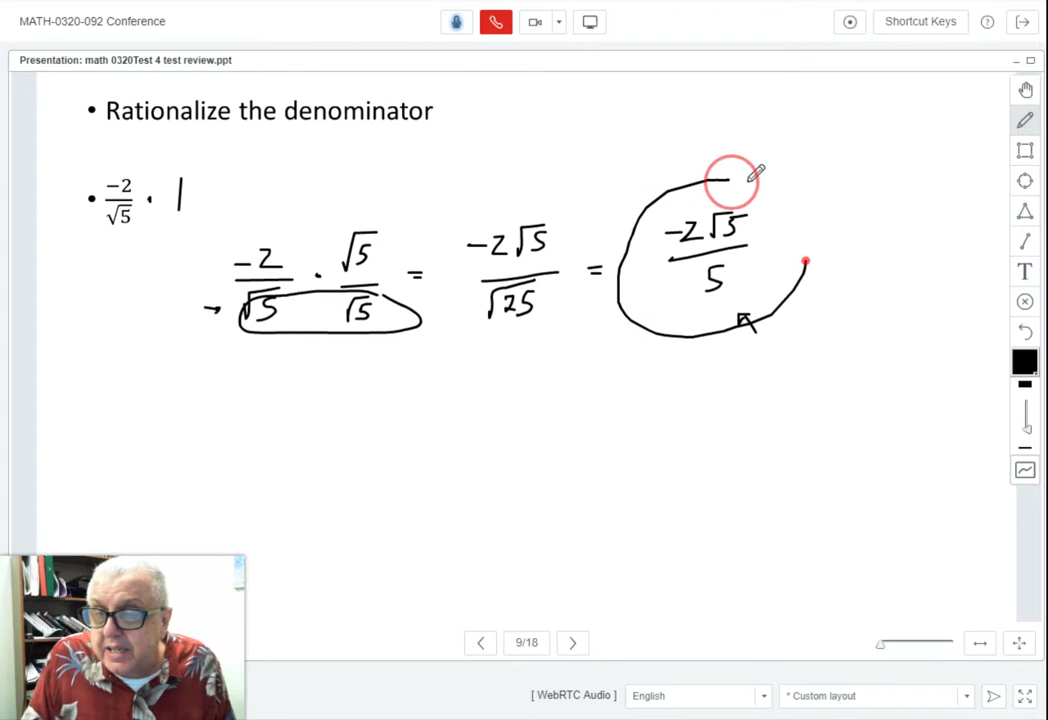 MATH-0320-092 Conference
Shortcut Keys
Presentation: math 0320Test 4 test review.ppt
• Rationalize the denominator
• -2/√5 · 1
-2/√5 · √5/√5 = -2√5/√25 = -2√5/5
T
9/18
[ WebRTC Audio ] English * Custom layout